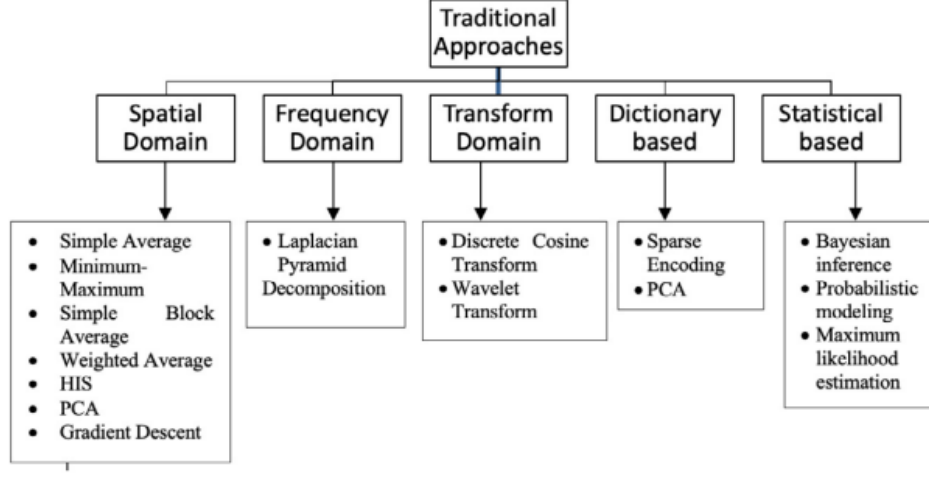 Traditional
Approaches
Spatial
Domain
Frequency
Domain
Transform
Domain
Dictionary
based
Statistical
based
• Simple Average
• Minimum-
Maximum
• Simple Block
Average
• Weighted Average
• HIS
• PCA
• Gradient Descent
• Laplacian
Pyramid
Decomposition
• Discrete Cosine
Transform
• Wavelet
Transform
• Sparse
Encoding
• PCA
• Bayesian
inference
• Probabilistic
modeling
• Maximum
likelihood
estimation